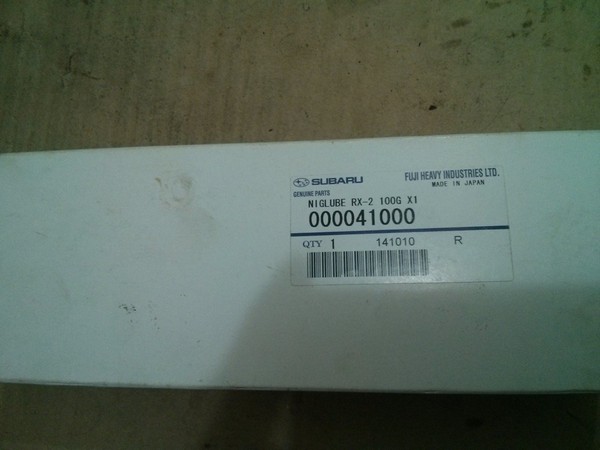 SUBARU FUJI HEAVY INDUSTRIES LTD.
GENUINE PARTS MADE IN JAPAN
NIGLUBE RX-2 100G X1
000041000
QTY 1 141010 R